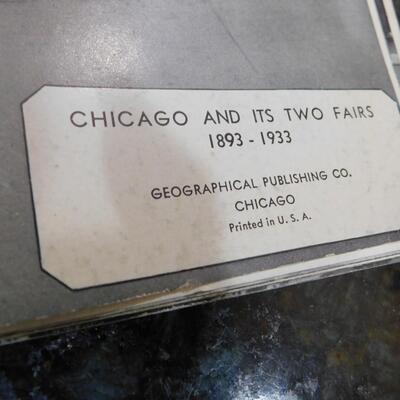 CHICAGO AND ITS TWO FAIRS
1893 - 1933
GEOGRAPHICAL PUBLISHING CO.
CHICAGO
Printed in U. S. A.